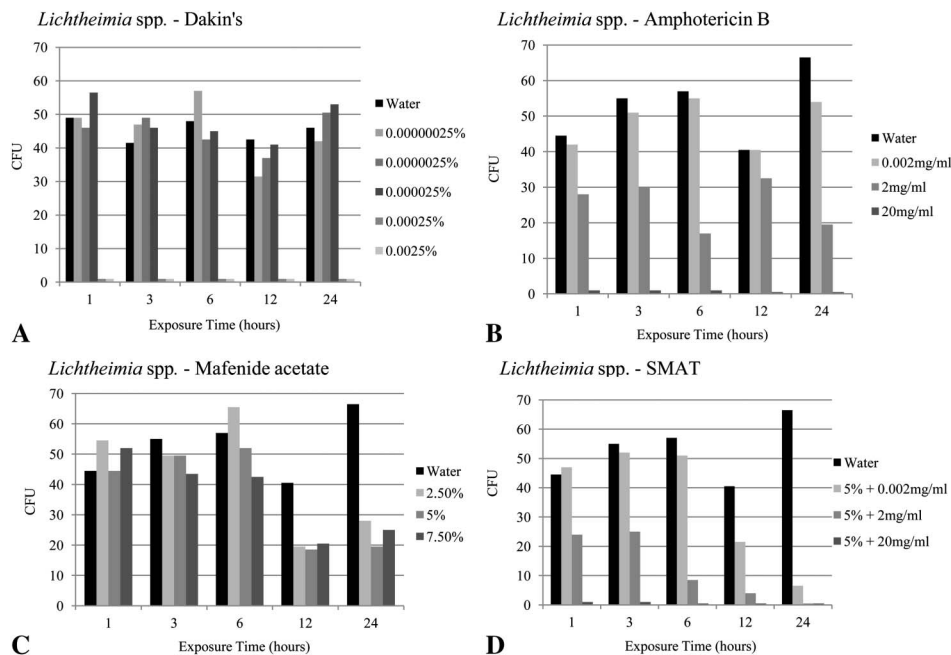 Lichtheimia spp. - Dakin's
70
60
50
40
30
20
10
0
CFU
1 3 6 12 24
Exposure Time (hours)
Water
0.00000025%
0.0000025%
0.000025%
0.00025%
0.0025%
A
Lichtheimia spp. - Amphotericin B
70
60
50
40
30
20
10
0
CFU
1 3 6 12 24
Exposure Time (hours)
Water
0.002mg/ml
2mg/ml
20mg/ml
B
Lichtheimia spp. - Mafenide acetate
70
60
50
40
30
20
10
0
CFU
1 3 6 12 24
Exposure Time (hours)
Water
2.50%
5%
7.50%
C
Lichtheimia spp. - SMAT
70
60
50
40
30
20
10
0
CFU
1 3 6 12 24
Exposure Time (hours)
Water
5% + 0.002mg/ml
5% + 2mg/ml
5% + 20mg/ml
D